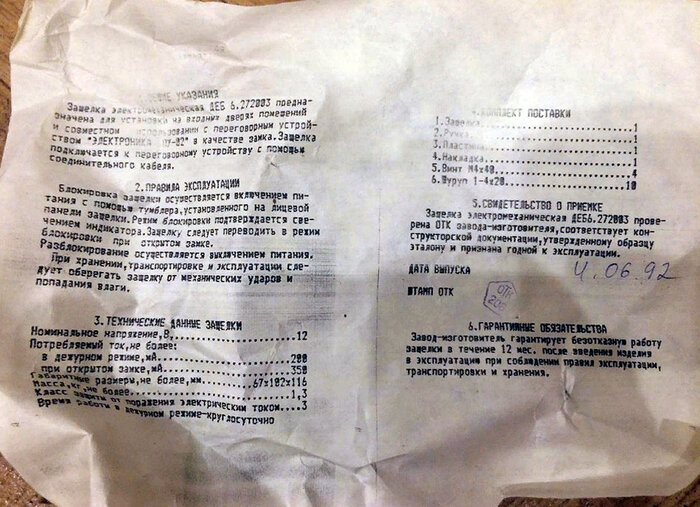 УКАЗАНИЯ
Защелка электромеханическая ДЕБ 6.272003 предна-
значена для установки на входных дверях помещений
и совместном использовании с переговорным устрой-
ством "ЭЛЕКТРОНИКА ПУ-02" в качестве замка. Защелка
подключается к переговорному устройству с помощью
соединительного кабеля.
2. ПРАВИЛА ЭКСПЛУАТАЦИИ
Блокировка защелки осуществляется включением пи-
тания с помощью тумблера,установленного на лицевой
панели защелки.Режим блокировки подтверждается све-
чением индикатора.Защелку следует переводить в режим
блокировки при открытом замке.
Разблокирование осуществляется выключением питания.
При хранении,транспортировке и эксплуатации сле-
дует оберегать защелку от механических ударов и
попадания влаги.
3. ТЕХНИЧЕСКИЕ ДАННЫЕ ЗАЩЕЛКИ
Номинальное напряжение,В,..................12
Потребляемый ток,не более:
в дежурном режиме,мА.....................200
при открытом замке,мА....................350
Габаритные размеры,не более,мм.......67х102х116
Масса,кг,не более..........................1,3
Класс защиты от поражения электрическим током...3
Время работы в дежурном режиме-круглосуточно
4.КОМПЛЕКТ ПОСТАВКИ
1.Защелка..........................1
2.Ручка............................1
3.Пластина.........................1
4.Накладка.........................1
5.Винт М4х40.......................4
6.Шуруп 1-4х20.....................10
5.СВИДЕТЕЛЬСТВО О ПРИЕМКЕ
Защелка электромеханическая ДЕБ6.272003 прове-
рена ОТК завода-изготовителя,соответствует кон-
структорской документации,утвержденному образцу
эталону и признана годной к эксплуатации.
ДАТА ВЫПУСКА 4.06.92
ШТАМП ОТК ОТК
6.ГАРАНТИЙНЫЕ ОБЯЗАТЕЛЬСТВА
Завод-изготовитель гарантирует безотказную работу
защелки в течение 12 мес. после введения изделия
в эксплуатацию при соблюдении правил эксплуатации,
транспортировки и хранения.